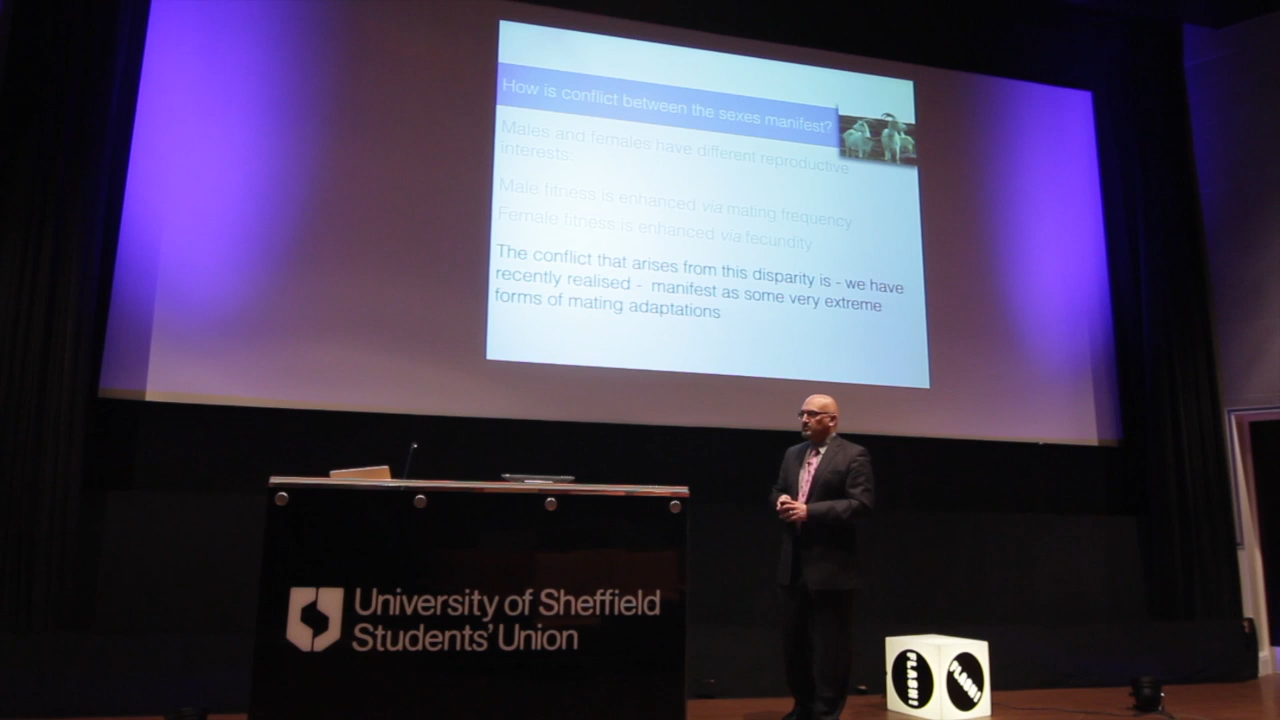 How is conflict between the sexes manifest?
Males and females have different reproductive
interests:
Male fitness is enhanced via mating frequency
Female fitness is enhanced via fecundity
The conflict that arises from this disparity is - we have
recently realised - manifest as some very extreme
forms of mating adaptations
University of Sheffield
Students' Union
FLASH!
FLASH!